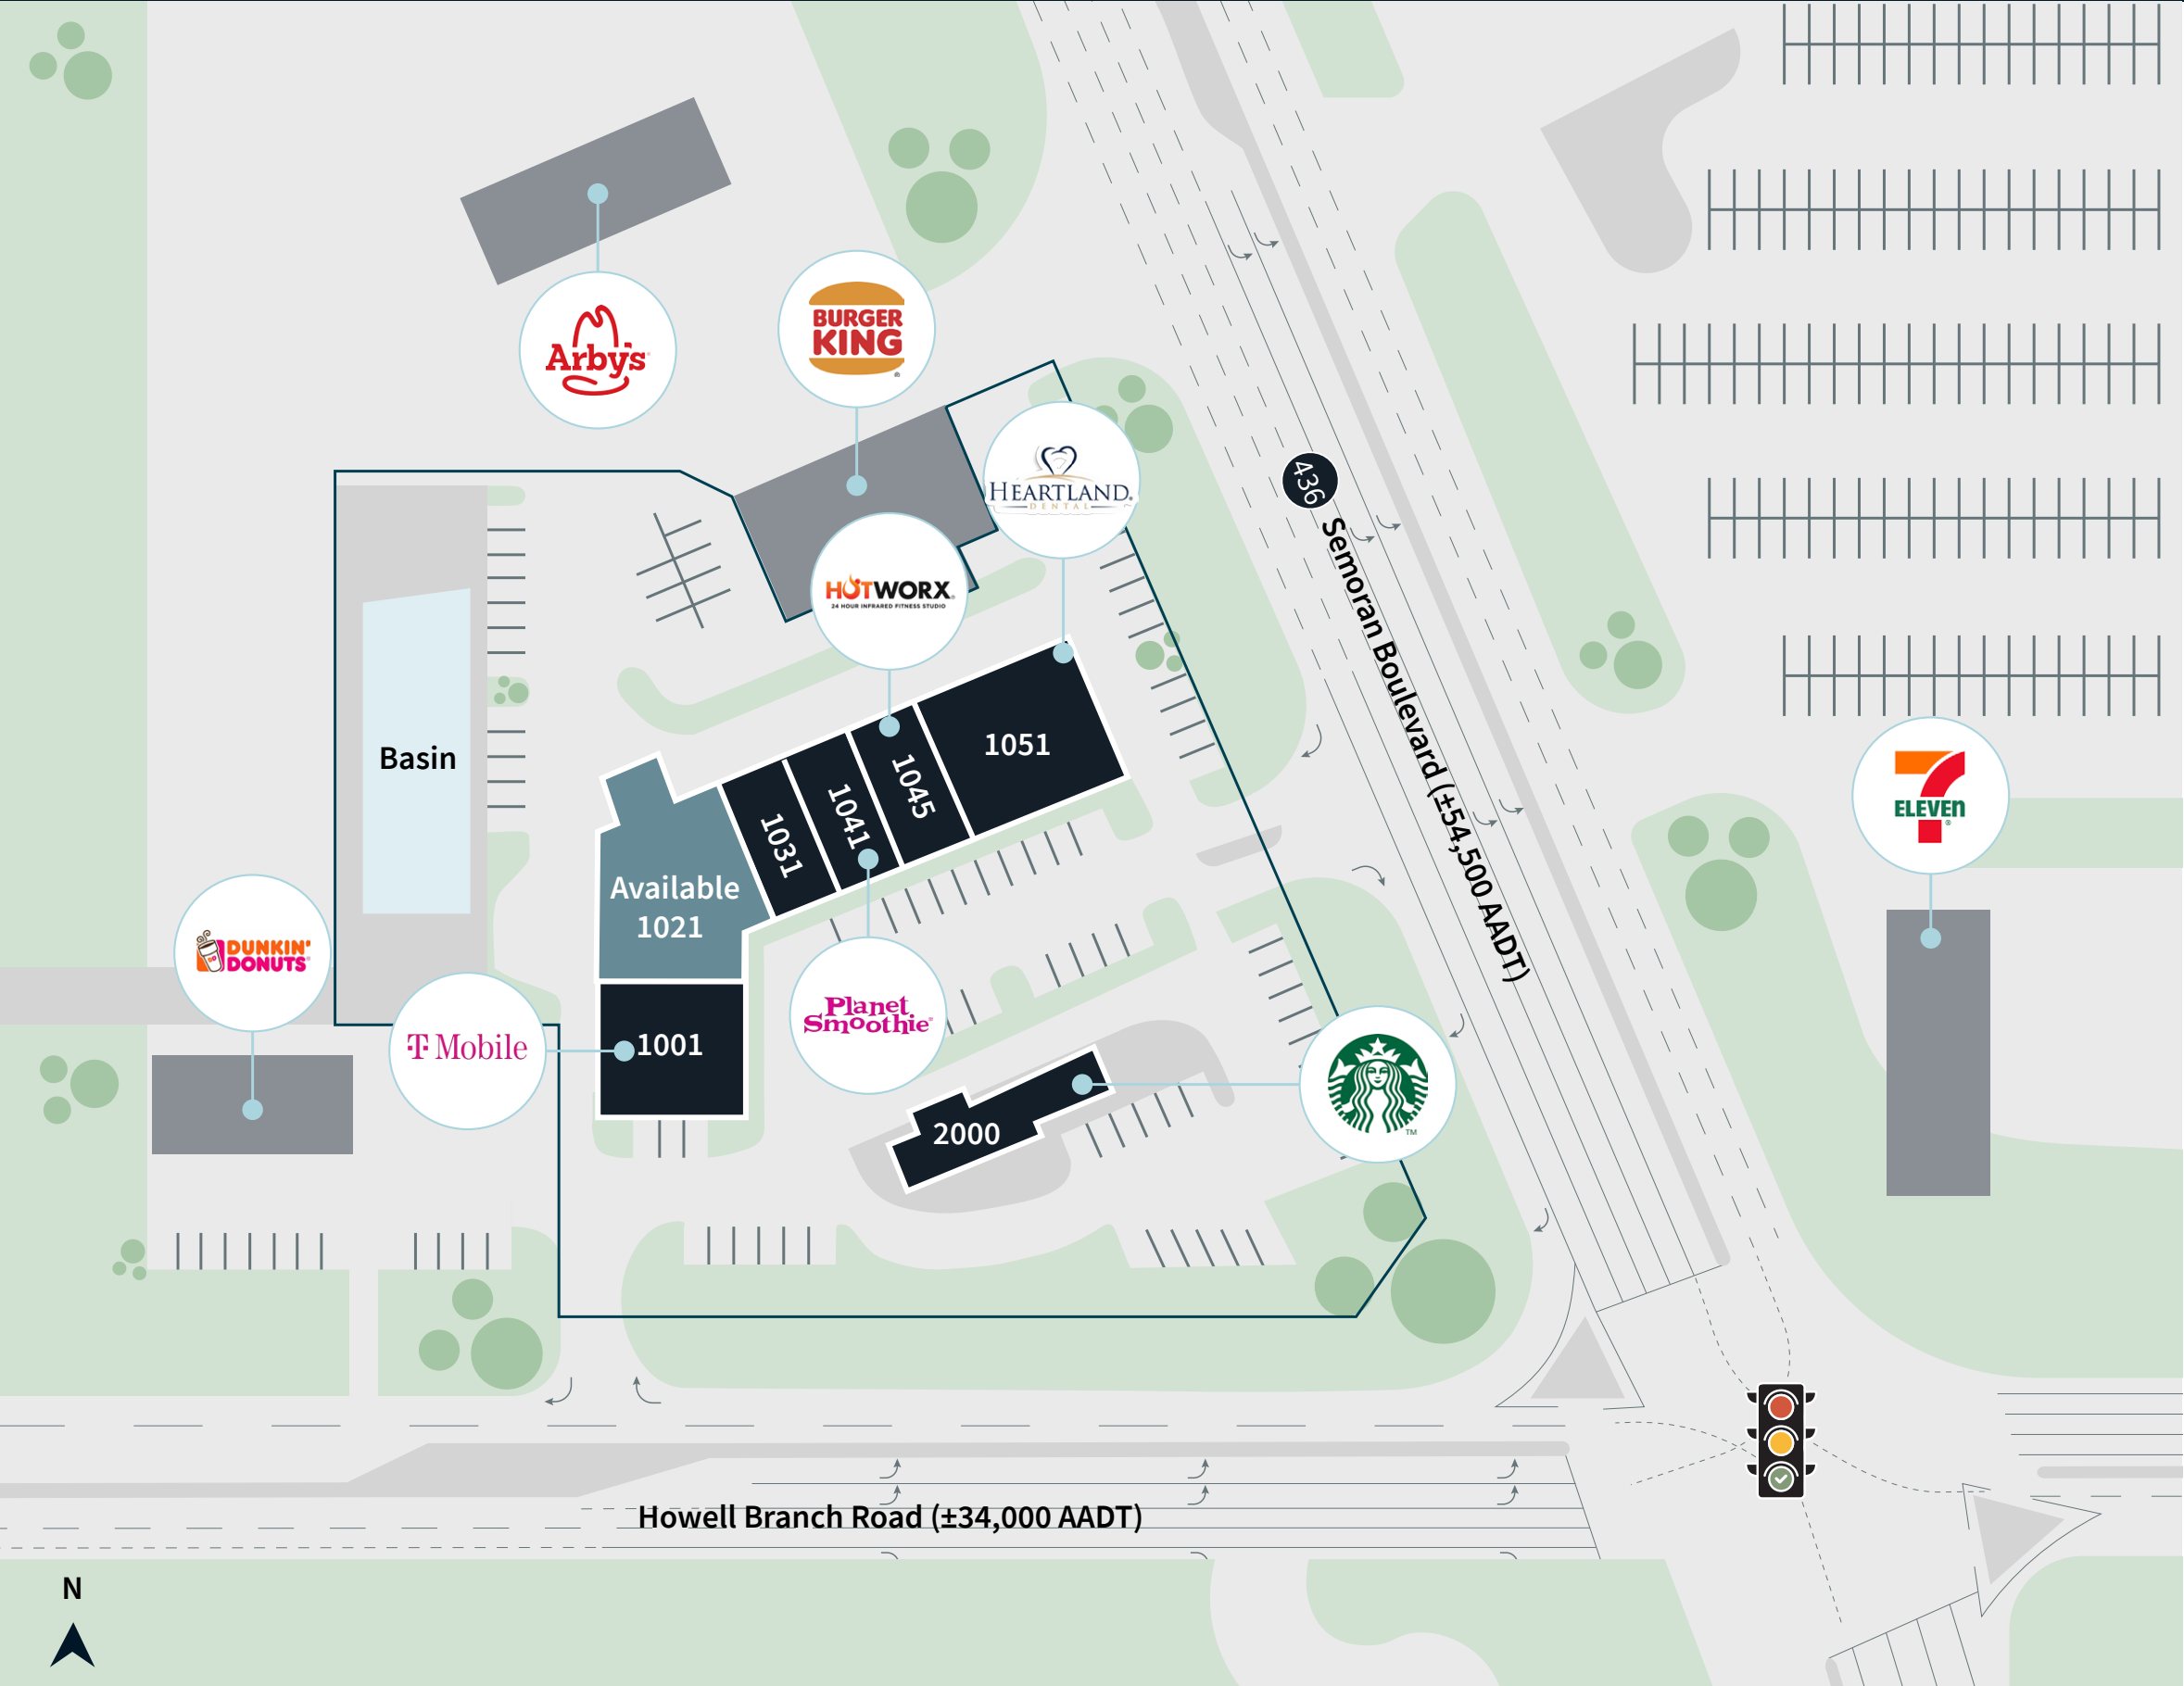 Arby's
BURGER
KING
®
HEARTLAND®
DENTAL
436
Semoran Boulevard (±54,500 AADT)
HOTWORX®
24 HOUR INFRARED FITNESS STUDIO
Basin
1051
1045
1041
1031
Available
1021
7
ELEVEn
®
DUNKIN'
DONUTS®
T Mobile
1001
Planet
Smoothie®
2000
TM
Howell Branch Road (±34,000 AADT)
N